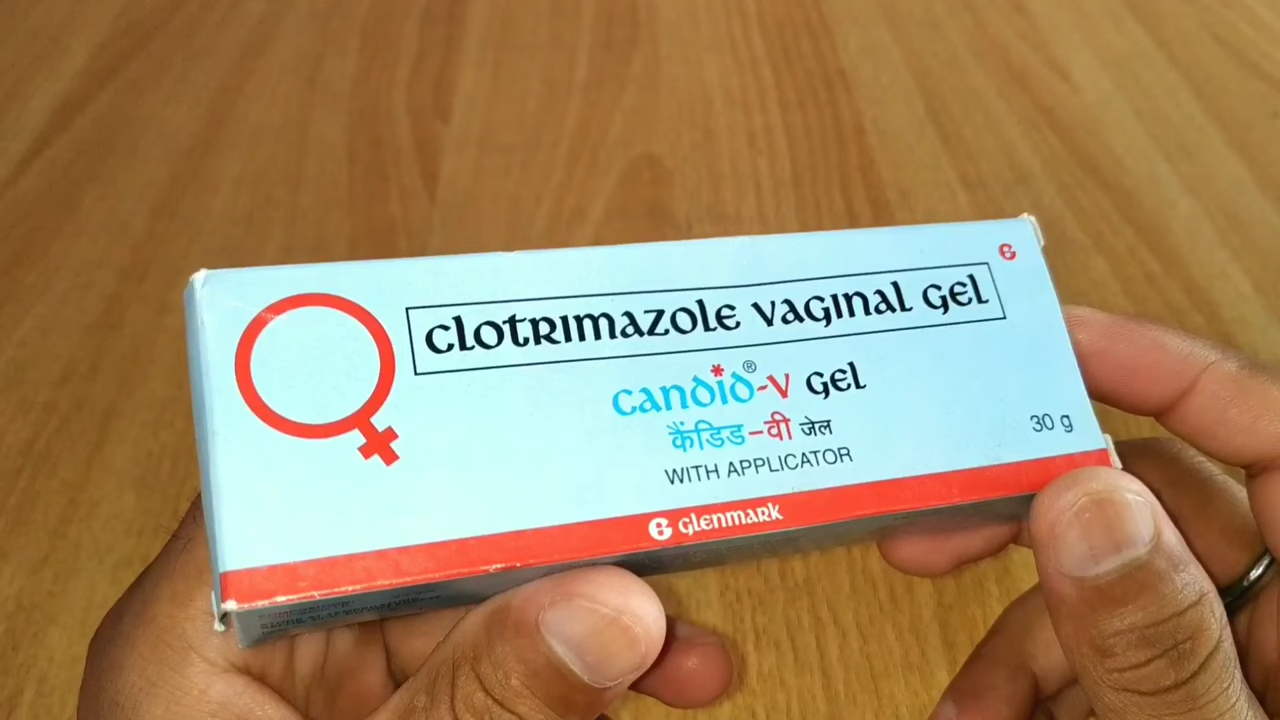 CLOTRIMAZOLE VAGINAL GEL
CANDID®-V GEL
कैंडिड-वी जेल
WITH APPLICATOR
30 g
GLENMARK